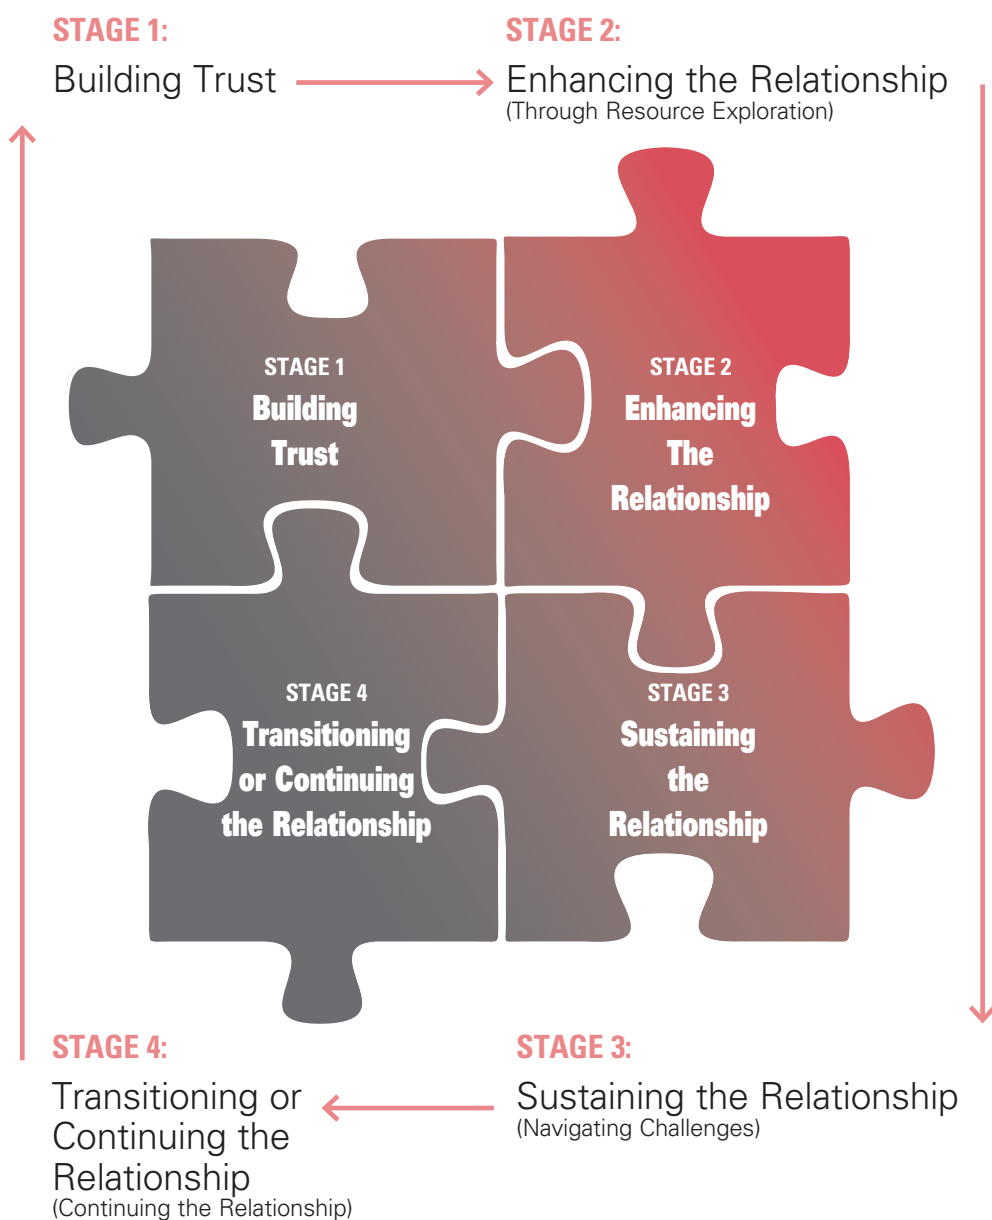 STAGE 1:
Building Trust
STAGE 2:
Enhancing the Relationship
(Through Resource Exploration)
STAGE 1
Building
Trust
STAGE 2
Enhancing
The
Relationship
STAGE 4
Transitioning
or Continuing
the Relationship
STAGE 3
Sustaining
the
Relationship
STAGE 4:
Transitioning or
Continuing the
Relationship
(Continuing the Relationship)
STAGE 3:
Sustaining the Relationship
(Navigating Challenges)